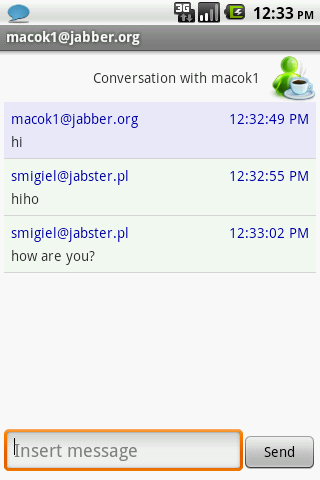 3G
12:33 PM
macok1@jabber.org
Conversation with macok1
macok1@jabber.org 12:32:49 PM
hi
smigiel@jabster.pl 12:32:55 PM
hiho
smigiel@jabster.pl 12:33:02 PM
how are you?
Insert message
Send